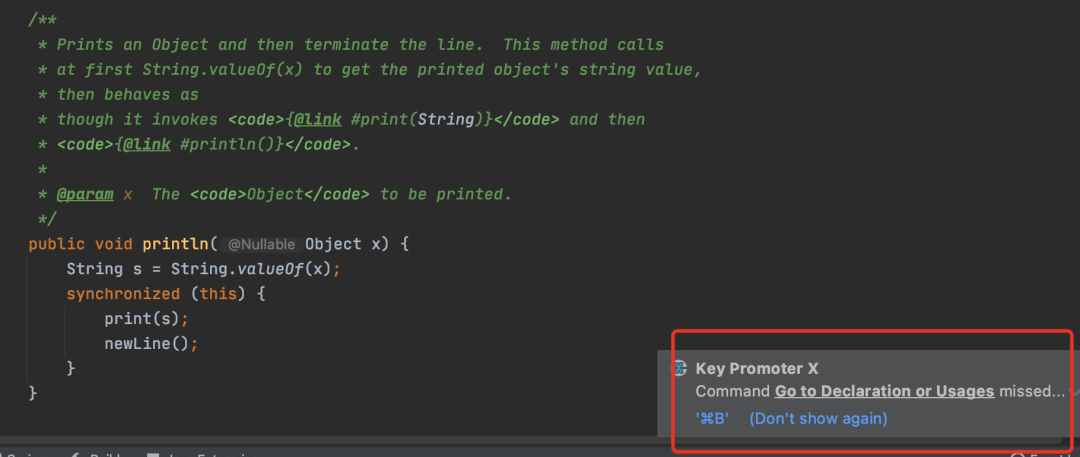 /**
* Prints an Object and then terminate the line.  This method calls
* at first String.valueOf(x) to get the printed object's string value,
* then behaves as
* though it invokes <code>{@link #print(String)}</code> and then
* <code>{@link #println()}</code>.
*
* @param x  The <code>Object</code> to be printed.
*/
public void println( @Nullable Object x) {
String s = String.valueOf(x);
synchronized (this) {
print(s);
newLine();
}
}
Key Promoter X
Command Go to Declaration or Usages missed...
'⌘B' (Don't show again)